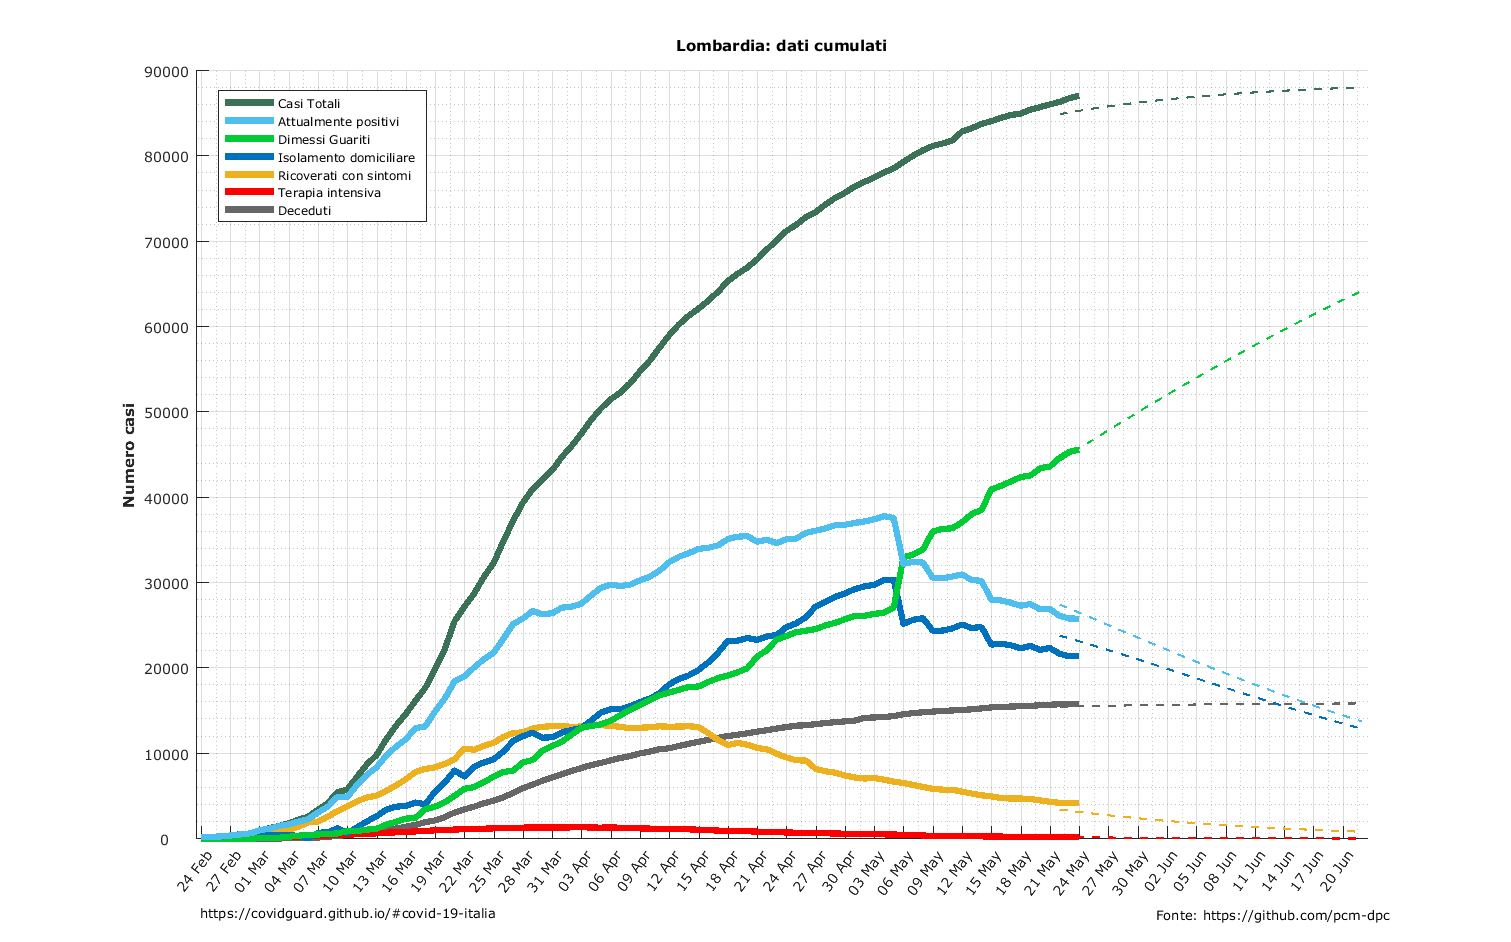 Lombardia: dati cumulati
90000
80000
70000
60000
50000
40000
30000
20000
10000
0
Numero casi
Casi Totali
Attualmente positivi
Dimessi Guariti
Isolamento domiciliare
Ricoverati con sintomi
Terapia intensiva
Deceduti
24 Feb
27 Feb
01 Mar
04 Mar
07 Mar
10 Mar
13 Mar
16 Mar
19 Mar
22 Mar
25 Mar
28 Mar
31 Mar
03 Apr
06 Apr
09 Apr
12 Apr
15 Apr
18 Apr
21 Apr
24 Apr
27 Apr
30 Apr
03 May
06 May
09 May
12 May
15 May
18 May
21 May
24 May
27 May
30 May
02 Jun
05 Jun
08 Jun
11 Jun
14 Jun
17 Jun
20 Jun
https://covidguard.github.io/#covid-19-italia
Fonte: https://github.com/pcm-dpc